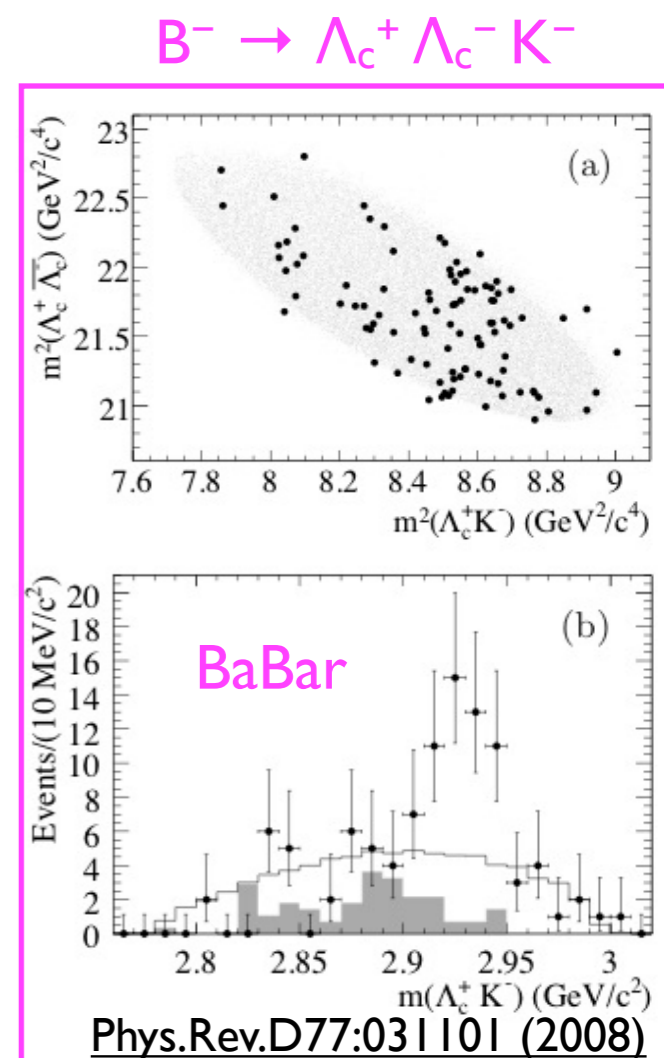 B⁻ → Λc⁺ Λc⁻ K⁻
(a)
m²(Λc⁺ Λ̅c⁻) (GeV²/c⁴)
23
22.5
22
21.5
21
7.6 7.8 8 8.2 8.4 8.6 8.8 9
m²(Λc⁺K⁻) (GeV²/c⁴)
(b)
BaBar
Events/(10 MeV/c²)
20
18
16
14
12
10
8
6
4
2
0
2.8 2.85 2.9 2.95 3
m(Λc⁺ K⁻) (GeV/c²)
Phys.Rev.D77:031101 (2008)